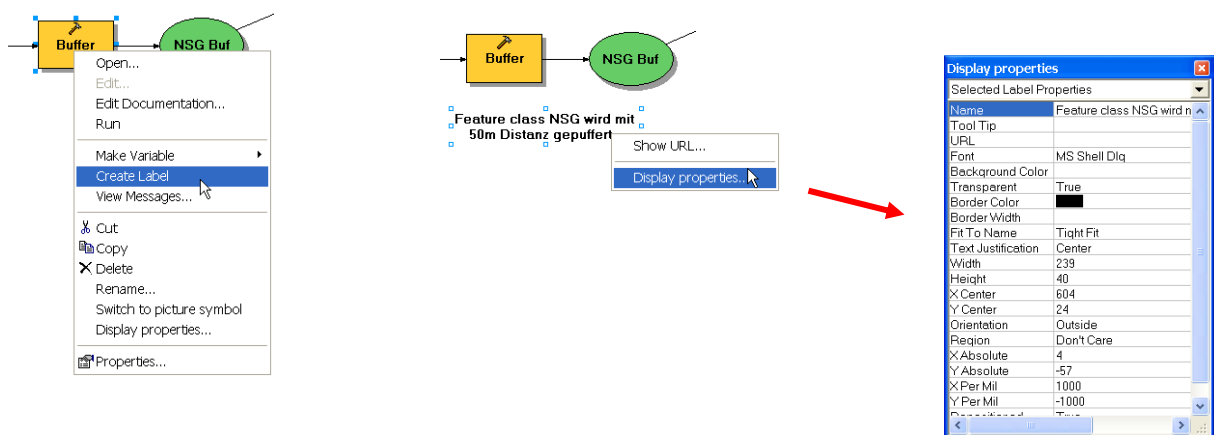 Buffer
NSG Buf
Open...
Edit...
Edit Documentation...
Run
Make Variable
Create Label
View Messages...
Cut
Copy
Delete
Rename...
Switch to picture symbol
Display properties...
Properties...
Buffer
NSG Buf
Feature class NSG wird mit
50m Distanz gepuffert
Show URL...
Display properties...
Display properties
Selected Label Properties
Name Feature class NSG wird n
Tool Tip
URL
Font MS Shell Dlg
Background Color
Transparent True
Border Color
Border Width
Fit To Name Tight Fit
Text Justification Center
Width 239
Height 40
X Center 604
Y Center 24
Orientation Outside
Region Don't Care
X Absolute 4
Y Absolute -57
X Per Mil 1000
Y Per Mil -1000